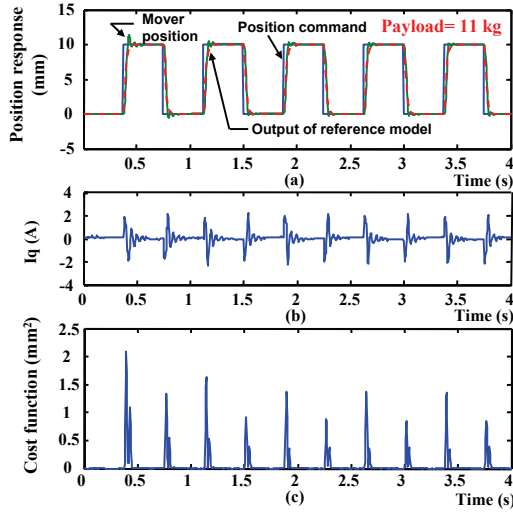 15
Mover
position
Position command
Payload= 11 kg
10
5
0
-5
Output of reference model
Position response
(mm)
0.5 1 1.5 2 2.5 3 3.5 4
(a) Time (s)
4
2
0
-2
-4
Iq (A)
0 0.5 1 1.5 2 2.5 3 3.5 4
(b) Time (s)
2.5
2
1.5
1
0.5
0
Cost function (mm²)
0 0.5 1 1.5 2 2.5 3 3.5 4
(c) Time (s)